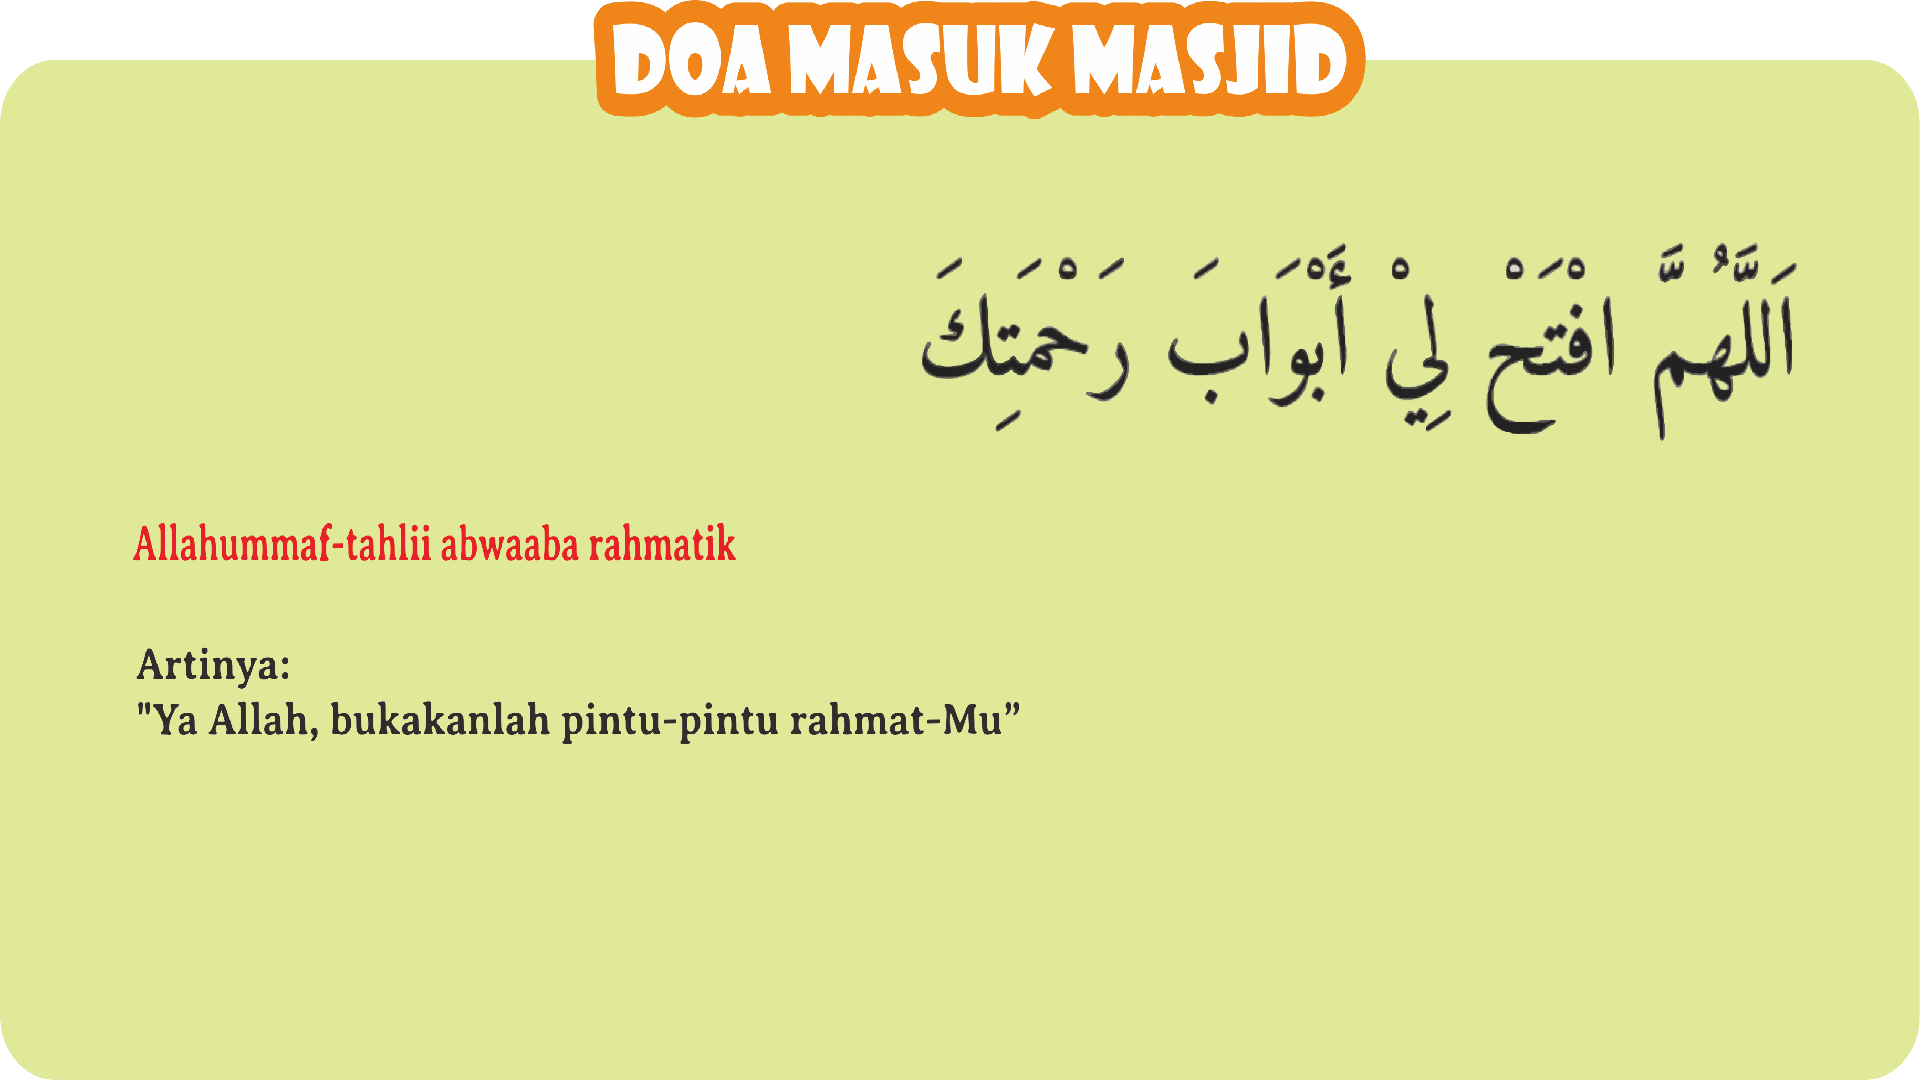 DOA MASUK MASJID
اَللَّهُمَّ افْتَحْ لِيْ أَبْوَابَ رَحْمَتِكَ
Allahummaf-tahlii abwaaba rahmatik
Artinya:
"Ya Allah, bukakanlah pintu-pintu rahmat-Mu”